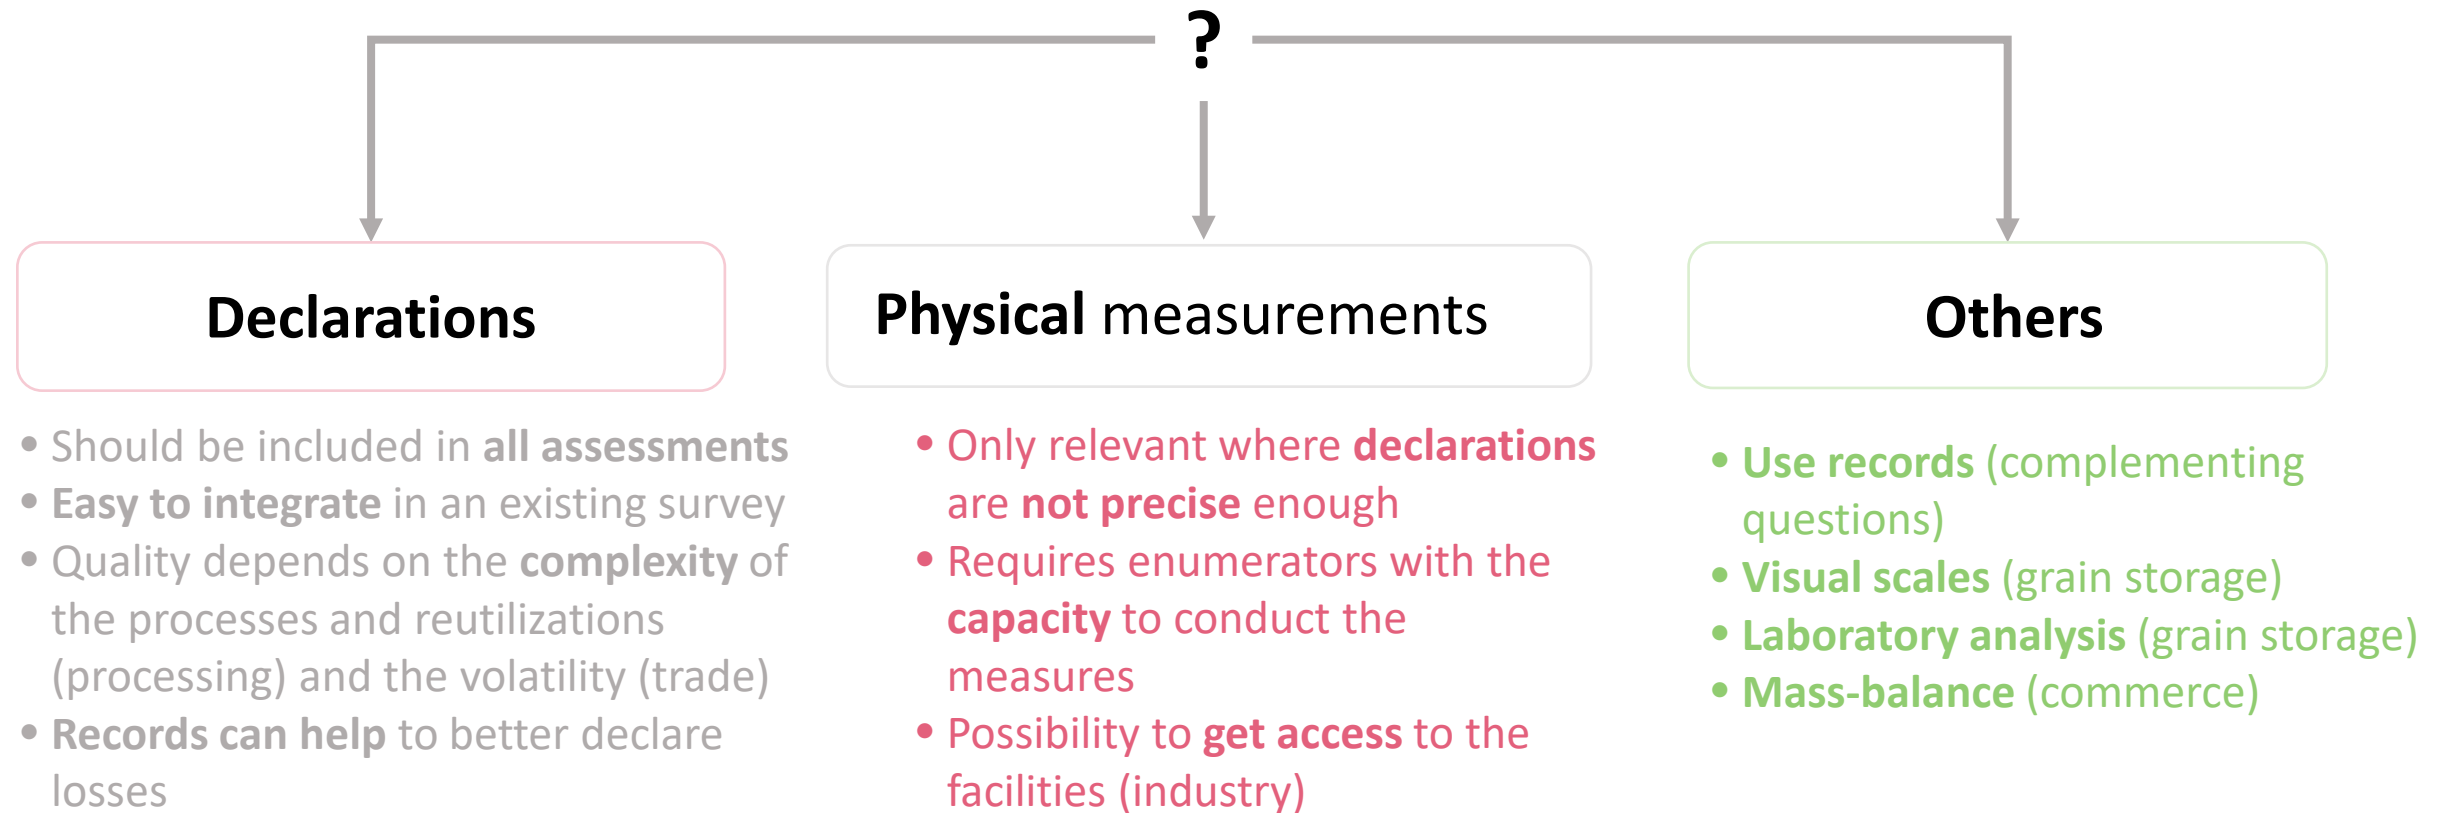 ?
Declarations
• Should be included in all assessments
• Easy to integrate in an existing survey
• Quality depends on the complexity of
the processes and reutilizations
(processing) and the volatility (trade)
• Records can help to better declare
losses
Physical measurements
• Only relevant where declarations
are not precise enough
• Requires enumerators with the
capacity to conduct the
measures
• Possibility to get access to the
facilities (industry)
Others
• Use records (complementing
questions)
• Visual scales (grain storage)
• Laboratory analysis (grain storage)
• Mass-balance (commerce)